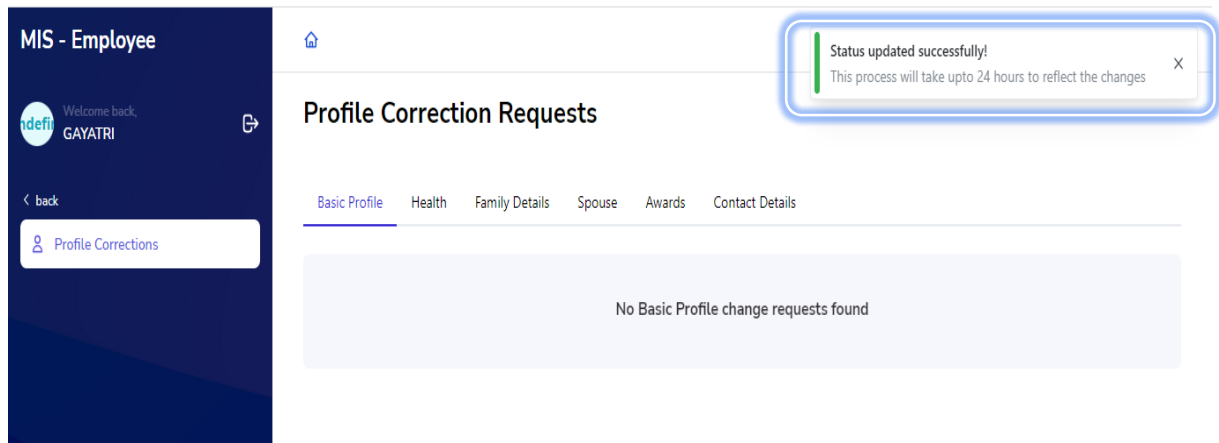 MIS - Employee
Status updated successfully!
This process will take upto 24 hours to reflect the changes
X
ndefi
Welcome back,
GAYATRI
Profile Correction Requests
< back
Profile Corrections
Basic Profile Health Family Details Spouse Awards Contact Details
No Basic Profile change requests found